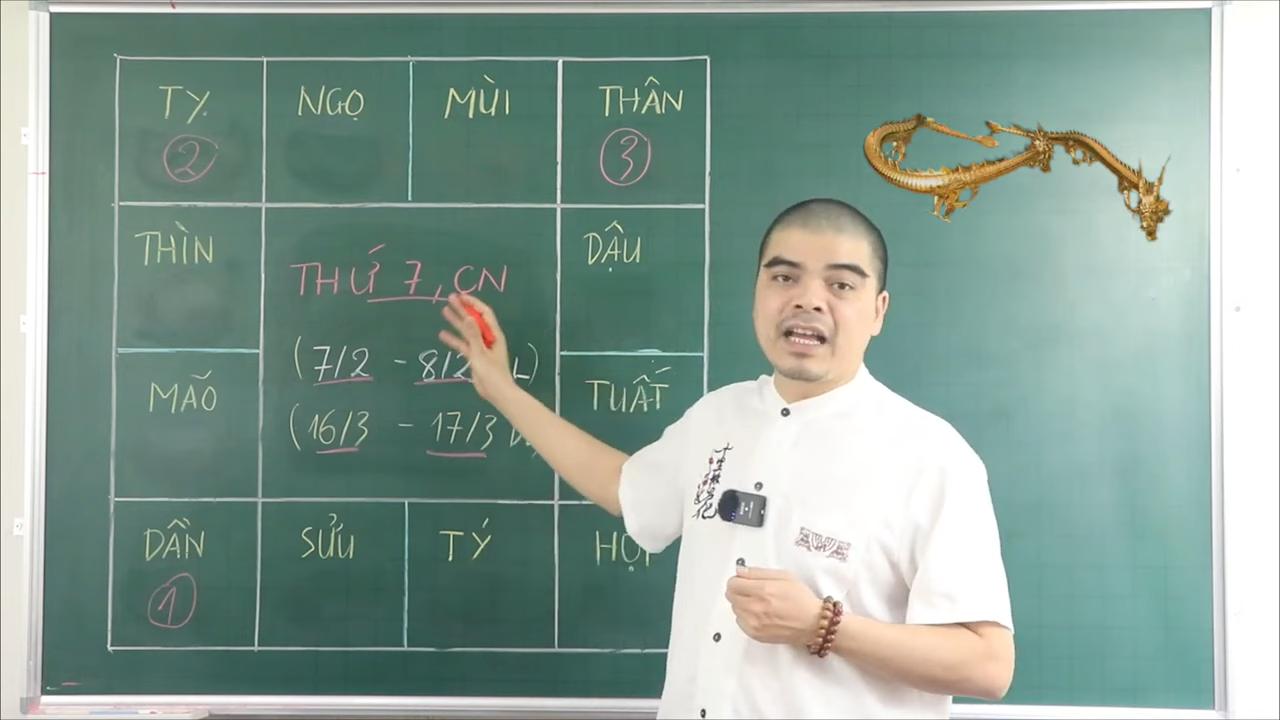 TỴ NGỌ MÙI THÂN
2 3
THÌN DẬU
THỨ 7, CN
(7/2 - 8/2 L)
MÃO TUẤT
(16/3 - 17/3
DẦN SỬU TÝ HỢI
1